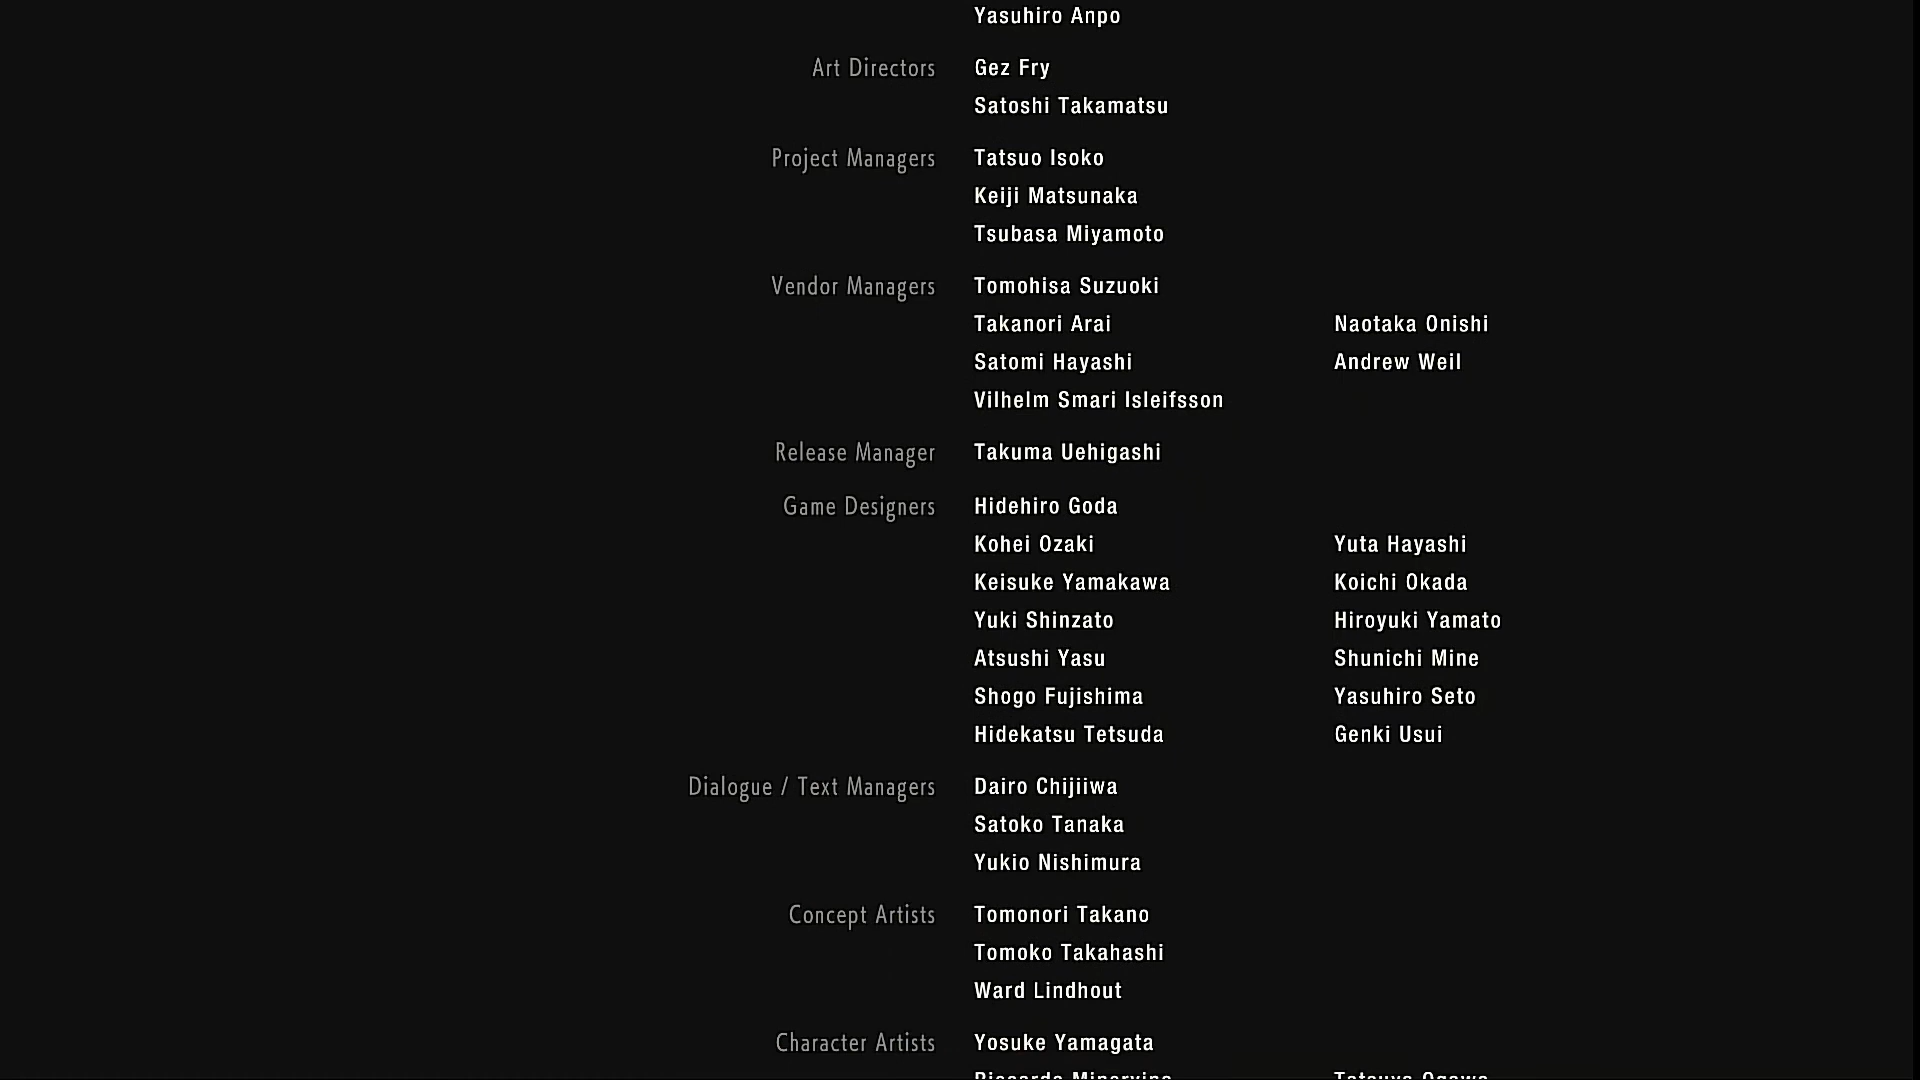 Yasuhiro Anpo
Art Directors Gez Fry
Satoshi Takamatsu
Project Managers Tatsuo Isoko
Keiji Matsunaka
Tsubasa Miyamoto
Vendor Managers Tomohisa Suzuoki
Takanori Arai Naotaka Onishi
Satomi Hayashi Andrew Weil
Vilhelm Smari Isleifsson
Release Manager Takuma Uehigashi
Game Designers Hidehiro Goda
Kohei Ozaki Yuta Hayashi
Keisuke Yamakawa Koichi Okada
Yuki Shinzato Hiroyuki Yamato
Atsushi Yasu Shunichi Mine
Shogo Fujishima Yasuhiro Seto
Hidekatsu Tetsuda Genki Usui
Dialogue / Text Managers Dairo Chijiiwa
Satoko Tanaka
Yukio Nishimura
Concept Artists Tomonori Takano
Tomoko Takahashi
Ward Lindhout
Character Artists Yosuke Yamagata